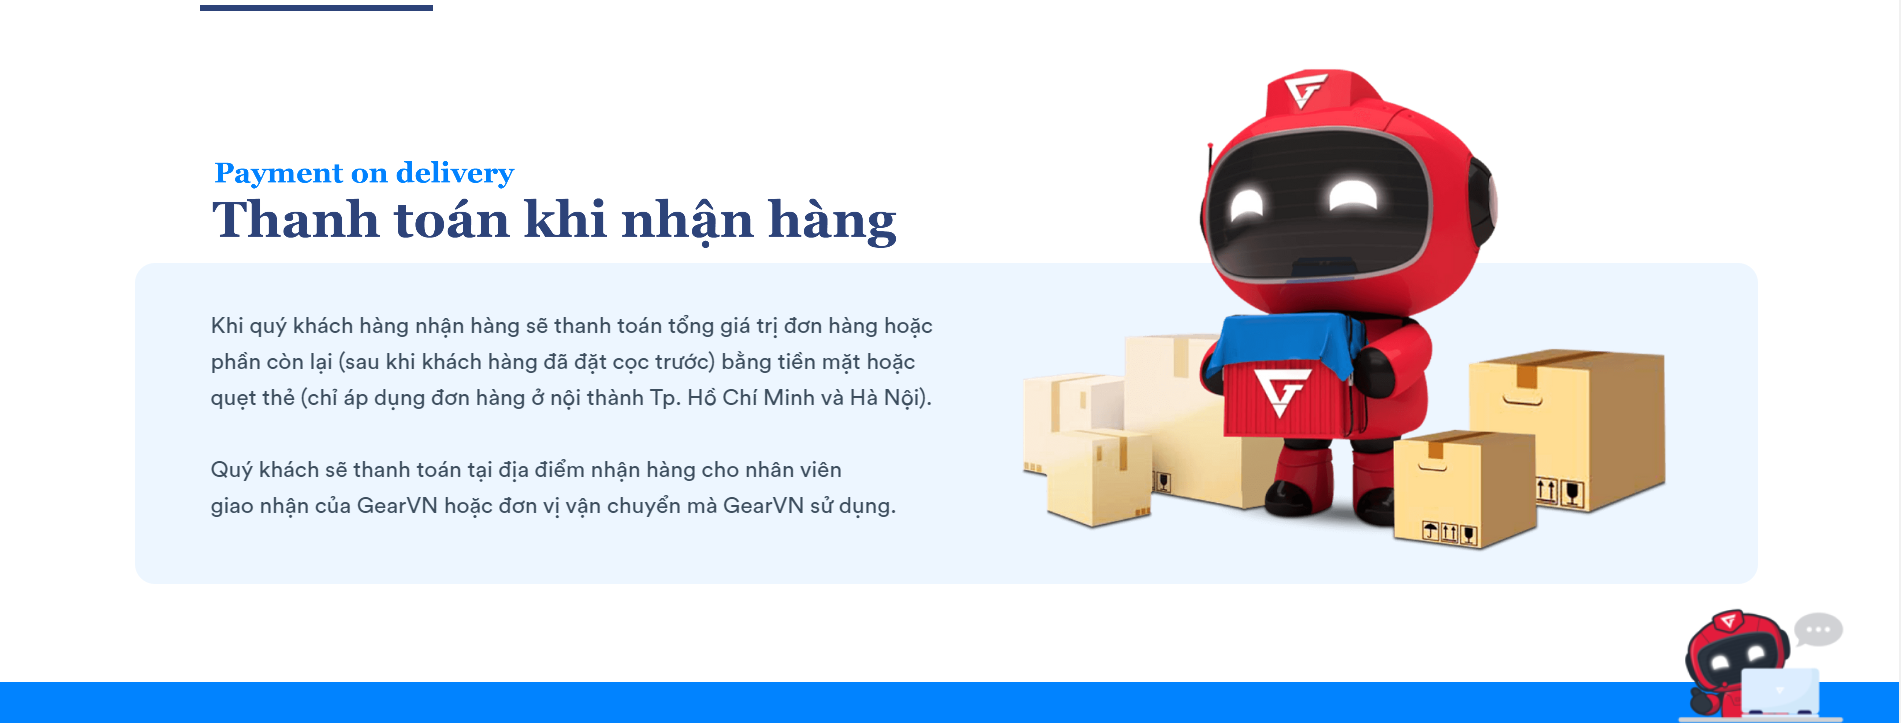 Payment on delivery
Thanh toán khi nhận hàng
Khi quý khách hàng nhận hàng sẽ thanh toán tổng giá trị đơn hàng hoặc
phần còn lại (sau khi khách hàng đã đặt cọc trước) bằng tiền mặt hoặc
quẹt thẻ (chỉ áp dụng đơn hàng ở nội thành Tp. Hồ Chí Minh và Hà Nội).
Quý khách sẽ thanh toán tại địa điểm nhận hàng cho nhân viên
giao nhận của GearVN hoặc đơn vị vận chuyển mà GearVN sử dụng.